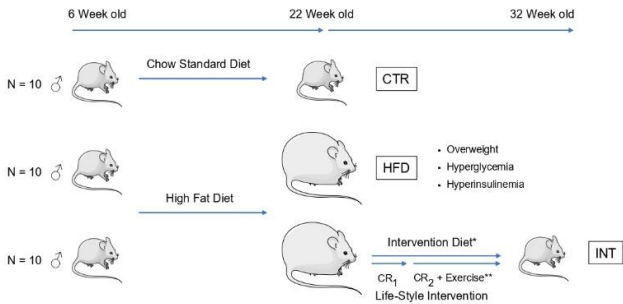 6 Week old 22 Week old 32 Week old
Chow Standard Diet
N = 10 ♂ CTR
• Overweight
N = 10 ♂ HFD • Hyperglycemia
• Hyperinsulinemia
High Fat Diet
Intervention Diet*
N = 10 ♂ INT
CR1 CR2 + Exercise**
Life-Style Intervention